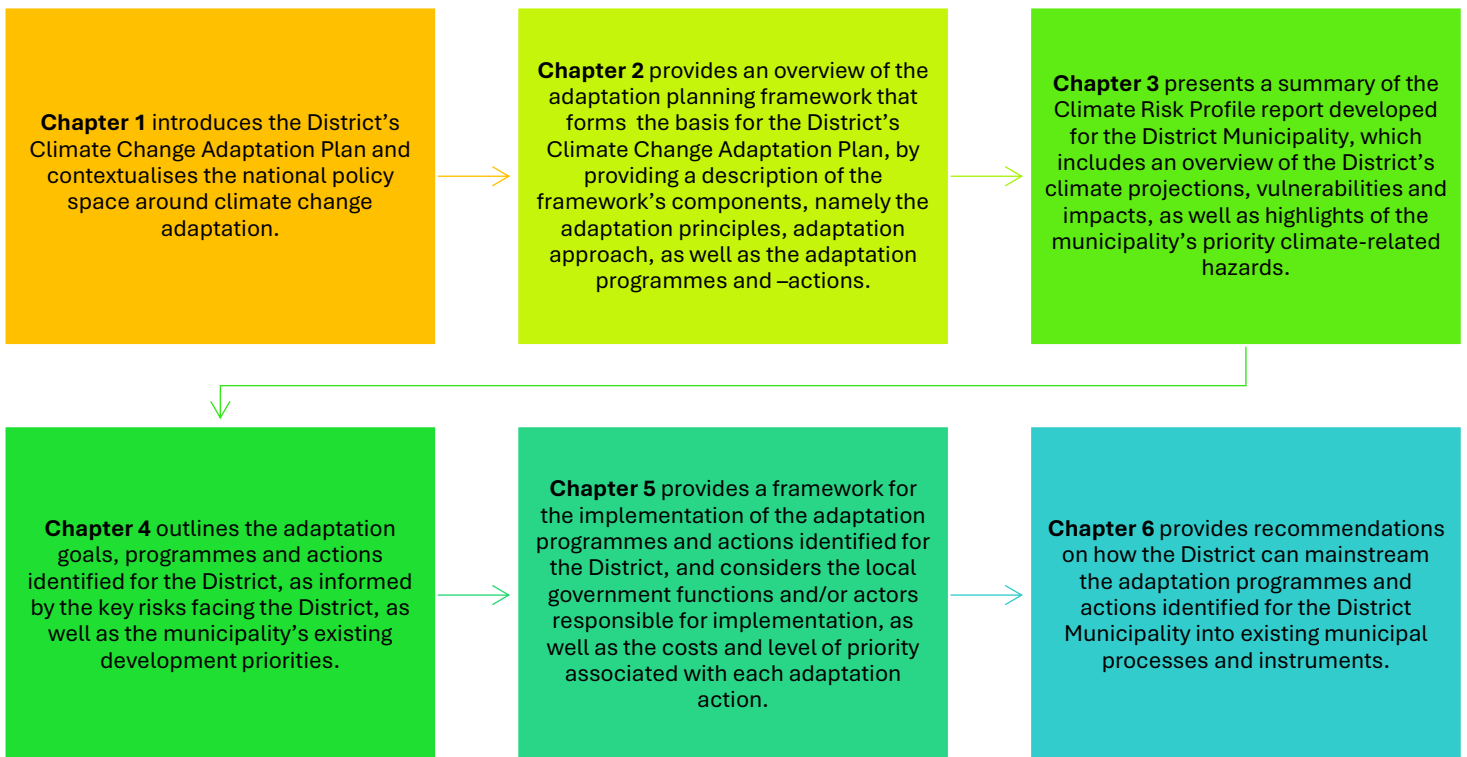 Chapter 1 introduces the District’s
Climate Change Adaptation Plan and
contextualises the national policy
space around climate change
adaptation.
Chapter 2 provides an overview of the
adaptation planning framework that
forms the basis for the District’s
Climate Change Adaptation Plan, by
providing a description of the
framework’s components, namely the
adaptation principles, adaptation
approach, as well as the adaptation
programmes and –actions.
Chapter 3 presents a summary of the
Climate Risk Profile report developed
for the District Municipality, which
includes an overview of the District’s
climate projections, vulnerabilities and
impacts, as well as highlights of the
municipality’s priority climate-related
hazards.
Chapter 4 outlines the adaptation
goals, programmes and actions
identified for the District, as informed
by the key risks facing the District, as
well as the municipality’s existing
development priorities.
Chapter 5 provides a framework for
the implementation of the adaptation
programmes and actions identified for
the District, and considers the local
government functions and/or actors
responsible for implementation, as
well as the costs and level of priority
associated with each adaptation
action.
Chapter 6 provides recommendations
on how the District can mainstream
the adaptation programmes and
actions identified for the District
Municipality into existing municipal
processes and instruments.